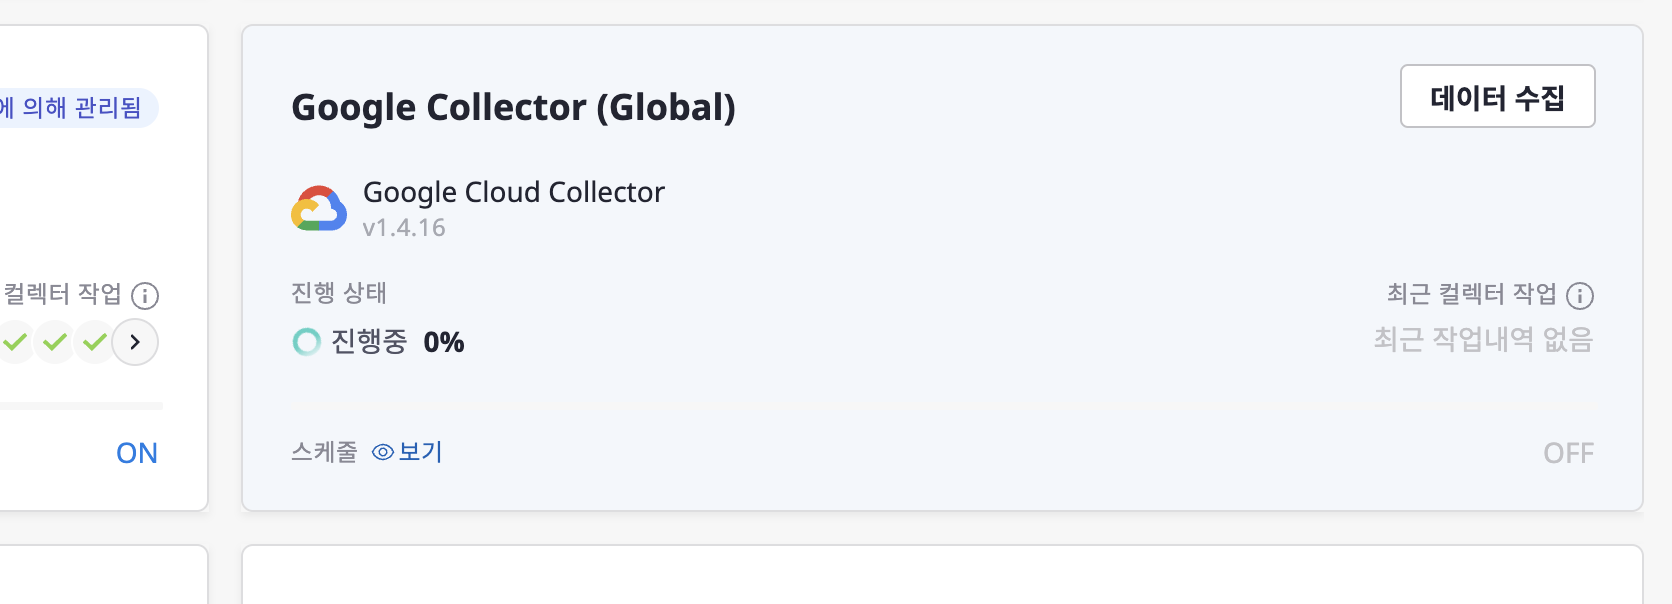 에 의해 관리됨
컬렉터 작업
ON
Google Collector (Global)
데이터 수집
Google Cloud Collector
v1.4.16
진행 상태
최근 컬렉터 작업
진행중 0%
최근 작업내역 없음
스케줄 보기
OFF